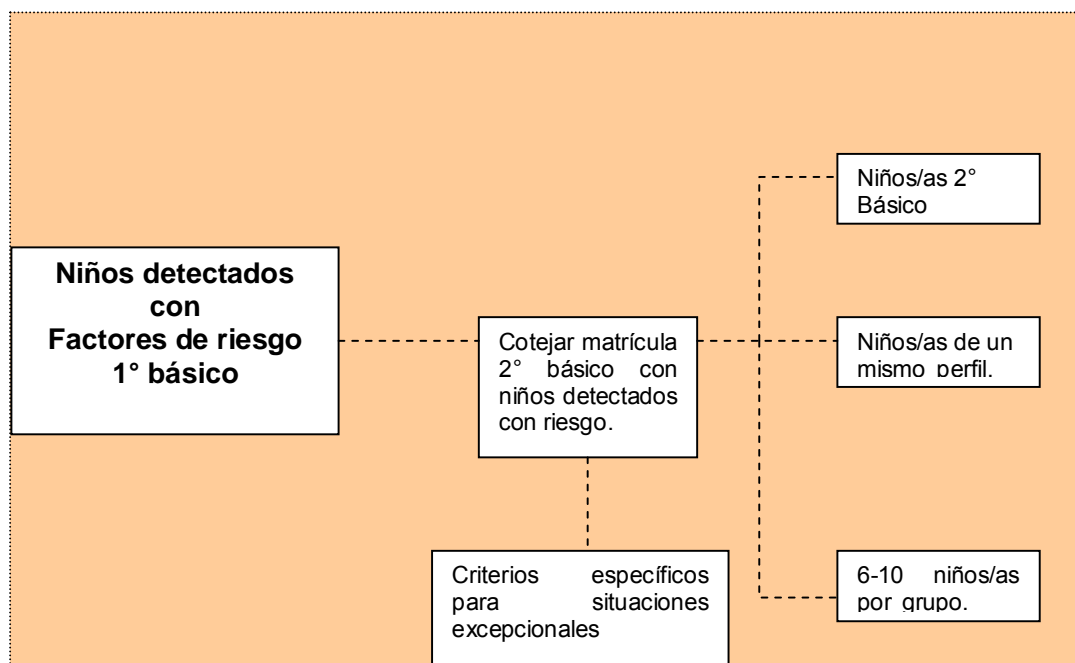 Niños detectados
con
Factores de riesgo
1° básico
Cotejar matrícula
2° básico con
niños detectados
con riesgo.
Criterios específicos
para situaciones
excepcionales
Niños/as 2°
Básico
Niños/as de un
mismo perfil.
6-10 niños/as
por grupo.